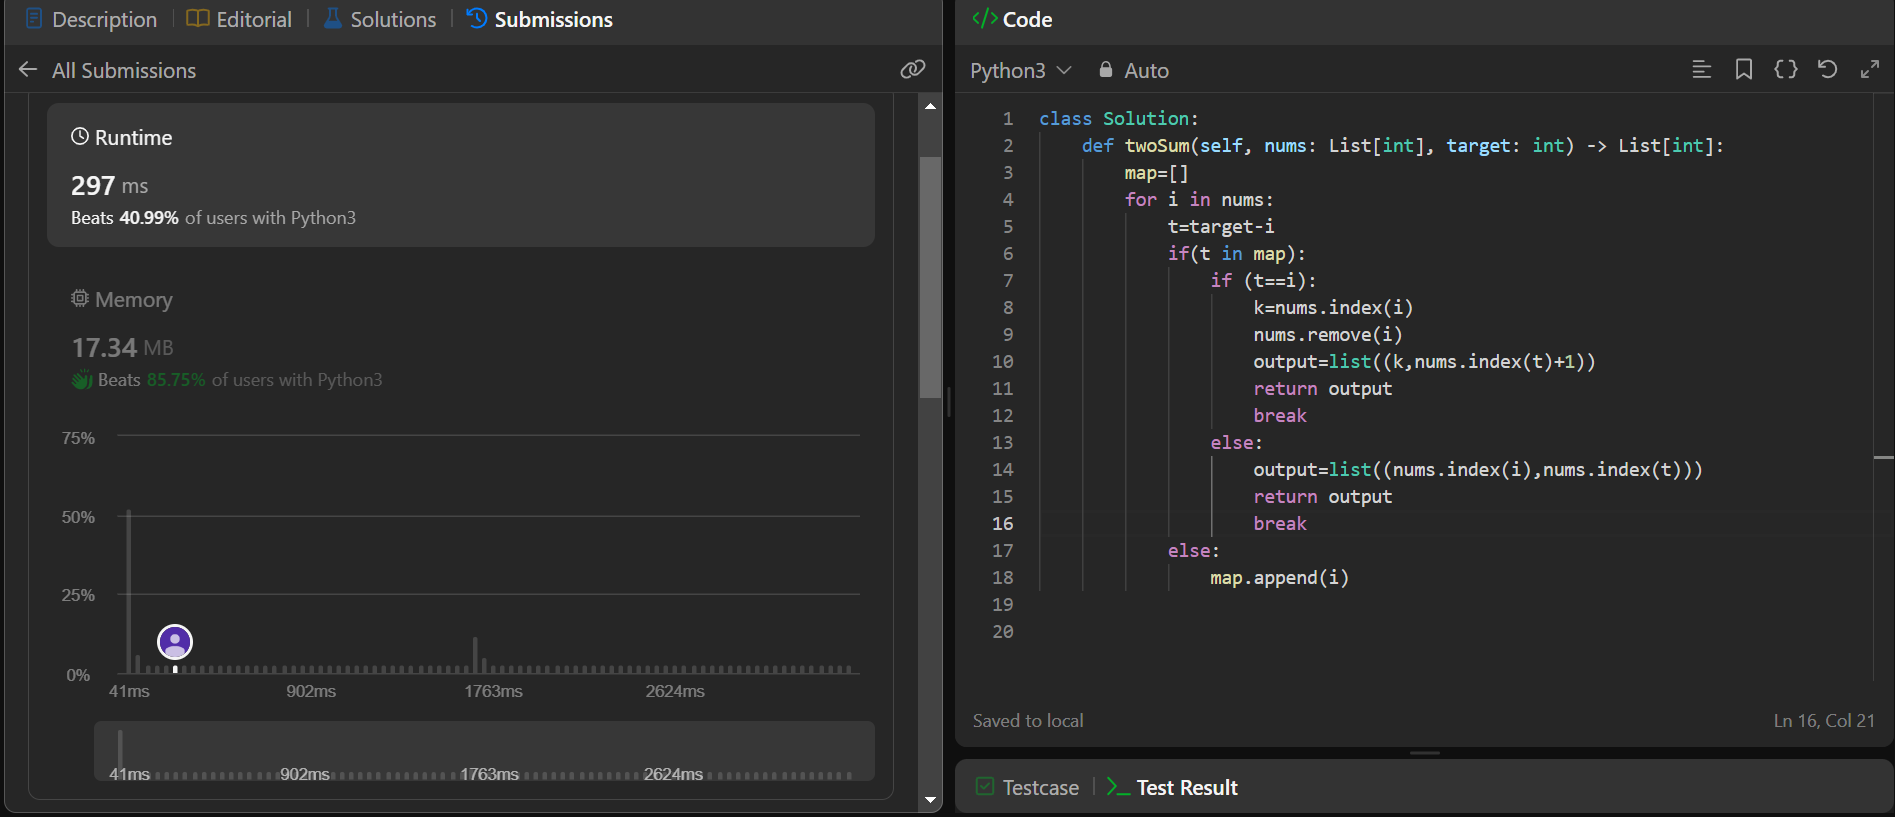 Description | Editorial | Solutions | Submissions
All Submissions
Runtime
297 ms
Beats 40.99% of users with Python3
Memory
17.34 MB
Beats 85.75% of users with Python3
75%
50%
25%
0%
41ms 902ms 1763ms 2624ms
41ms 902ms 1763ms 2624ms
</> Code
Python3 Auto
1 class Solution:
2     def twoSum(self, nums: List[int], target: int) -> List[int]:
3         map=[]
4         for i in nums:
5             t=target-i
6             if(t in map):
7                 if (t==i):
8                     k=nums.index(i)
9                     nums.remove(i)
10                     output=list((k,nums.index(t)+1))
11                     return output
12                     break
13                 else:
14                     output=list((nums.index(i),nums.index(t)))
15                     return output
16                     break
17             else:
18                 map.append(i)
19
20
Saved to local
Ln 16, Col 21
Testcase | >_ Test Result